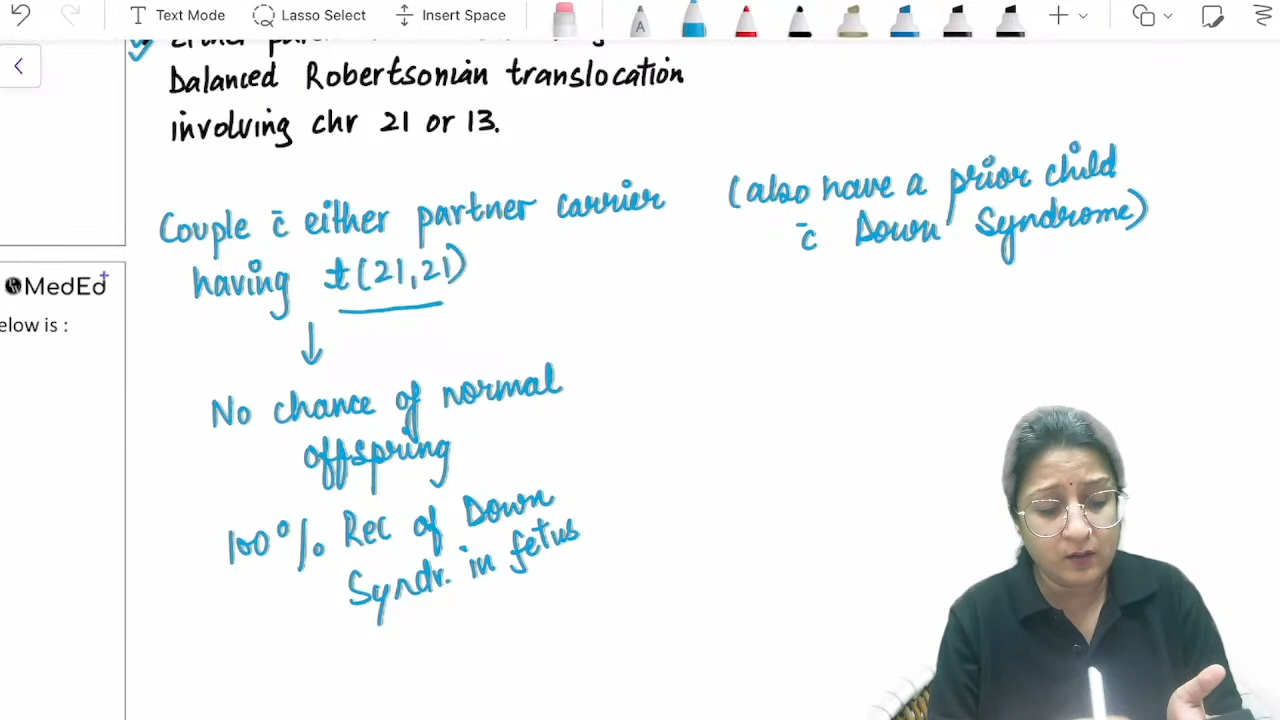 Text Mode
Lasso Select
Insert Space
A
Either
Balanced Robertsonian translocation
involving chr 21 or 13.
Couple c̄ either partner carrier
having t(21,21)
(also have a prior child
c̄ Down Syndrome)
↓
No chance of normal
offspring
100% Rec of Down
Syndr. in fetus
MedEd
elow is :